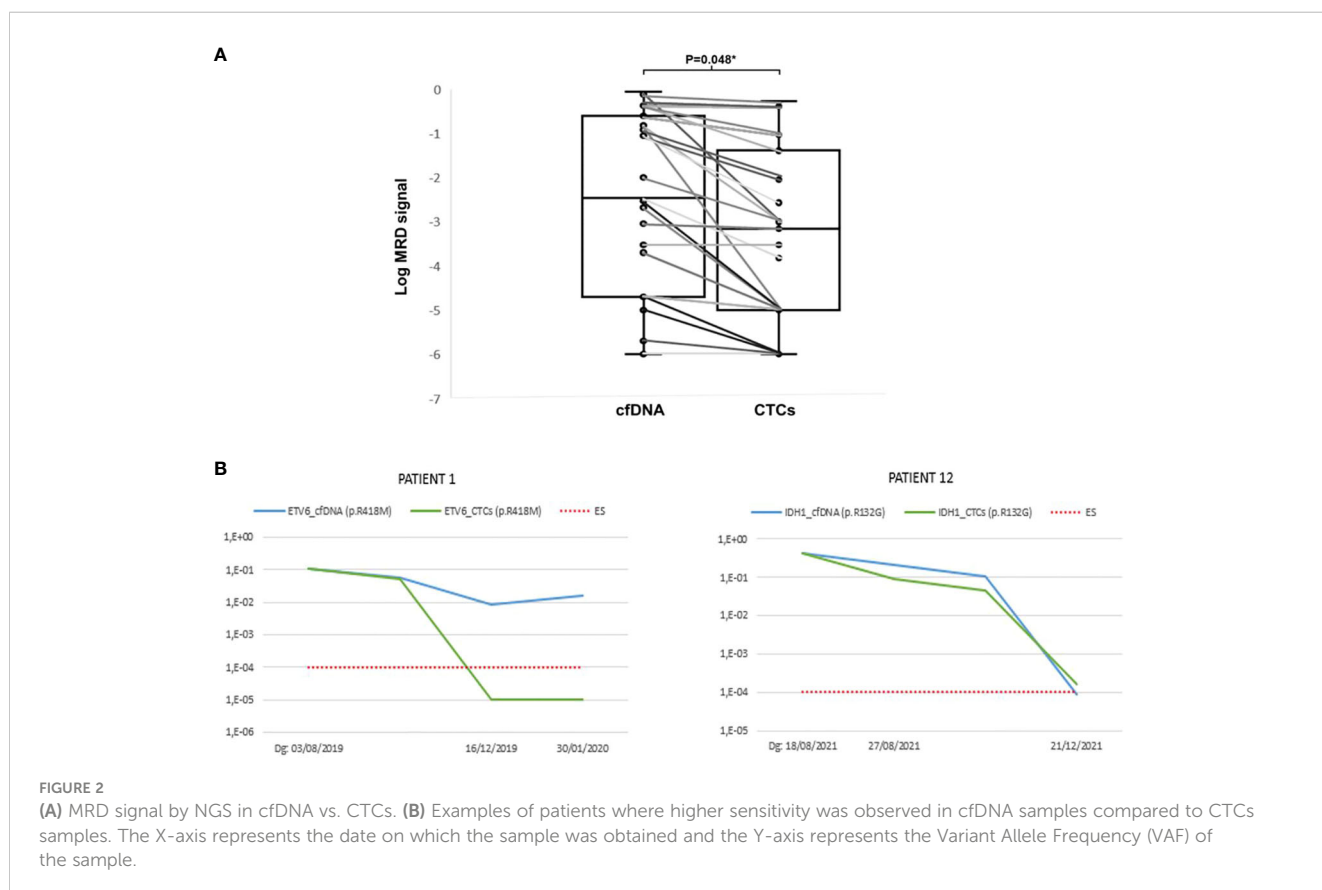 A
P=0.048*
0
-1
-2
-3
-4
-5
-6
-7
Log MRD signal
cfDNA
CTCs
B
PATIENT 1
ETV6_cfDNA (p.R418M)
ETV6_CTCs (p.R418M)
ES
1,E+00
1,E-01
1,E-02
1,E-03
1,E-04
1,E-05
1,E-06
Dg: 03/08/2019
16/12/2019
30/01/2020
PATIENT 12
IDH1_cfDNA (p.R132G)
IDH1_CTCs (p.R132G)
ES
1,E+00
1,E-01
1,E-02
1,E-03
1,E-04
1,E-05
Dg: 18/08/2021
27/08/2021
21/12/2021
FIGURE 2
(A) MRD signal by NGS in cfDNA vs. CTCs. (B) Examples of patients where higher sensitivity was observed in cfDNA samples compared to CTCs
samples. The X-axis represents the date on which the sample was obtained and the Y-axis represents the Variant Allele Frequency (VAF) of
the sample.